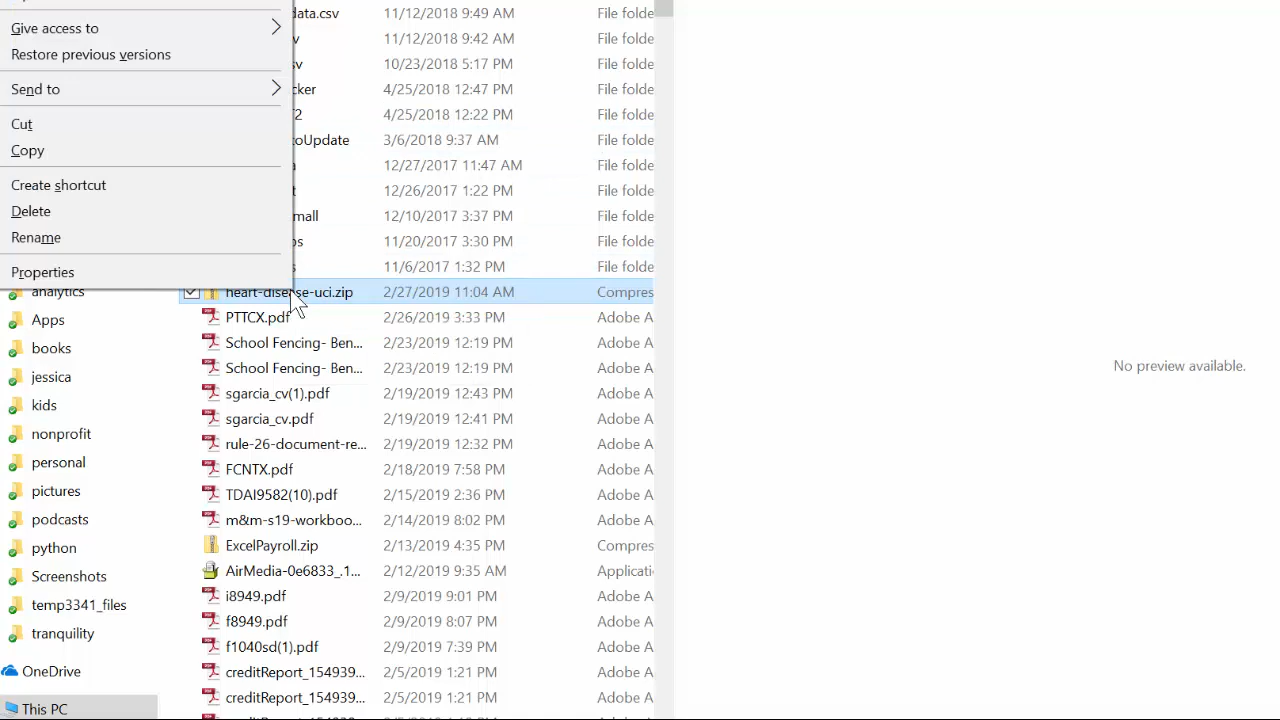 data.csv 11/12/2018 9:49 AM File folde
Give access to
v 11/12/2018 9:42 AM File folde
Restore previous versions
sv 10/23/2018 5:17 PM File folde
Send to
cker 4/25/2018 12:47 PM File folde
T2 4/25/2018 12:22 PM File folde
Cut
toUpdate 3/6/2018 9:37 AM File folde
Copy
a 12/27/2017 11:47 AM File folde
Create shortcut
t 12/26/2017 1:22 PM File folde
Delete
mall 12/10/2017 3:37 PM File folde
Rename
os 11/20/2017 3:30 PM File folde
Properties
s 11/6/2017 1:32 PM File folde
analytics
heart-disease-uci.zip 2/27/2019 11:04 AM Compres
Apps
PTTCX.pdf 2/26/2019 3:33 PM Adobe A
books
School Fencing- Ben... 2/23/2019 12:19 PM Adobe A
jessica
School Fencing- Ben... 2/23/2019 12:19 PM Adobe A
No preview available.
kids
sgarcia_cv(1).pdf 2/19/2019 12:43 PM Adobe A
nonprofit
sgarcia_cv.pdf 2/19/2019 12:41 PM Adobe A
personal
rule-26-document-re... 2/19/2019 12:32 PM Adobe A
pictures
FCNTX.pdf 2/18/2019 7:58 PM Adobe A
podcasts
TDAI9582(10).pdf 2/15/2019 2:36 PM Adobe A
m&m-s19-workboo... 2/14/2019 8:02 PM Adobe A
python
ExcelPayroll.zip 2/13/2019 4:35 PM Compres
Screenshots
AirMedia-0e6833_.1... 2/12/2019 9:35 AM Applicati
temp3341_files
i8949.pdf 2/9/2019 9:01 PM Adobe A
tranquility
f8949.pdf 2/9/2019 8:07 PM Adobe A
f1040sd(1).pdf 2/9/2019 7:39 PM Adobe A
OneDrive
creditReport_154939... 2/5/2019 1:21 PM Adobe A
This PC
creditReport_154939... 2/5/2019 1:21 PM Adobe A